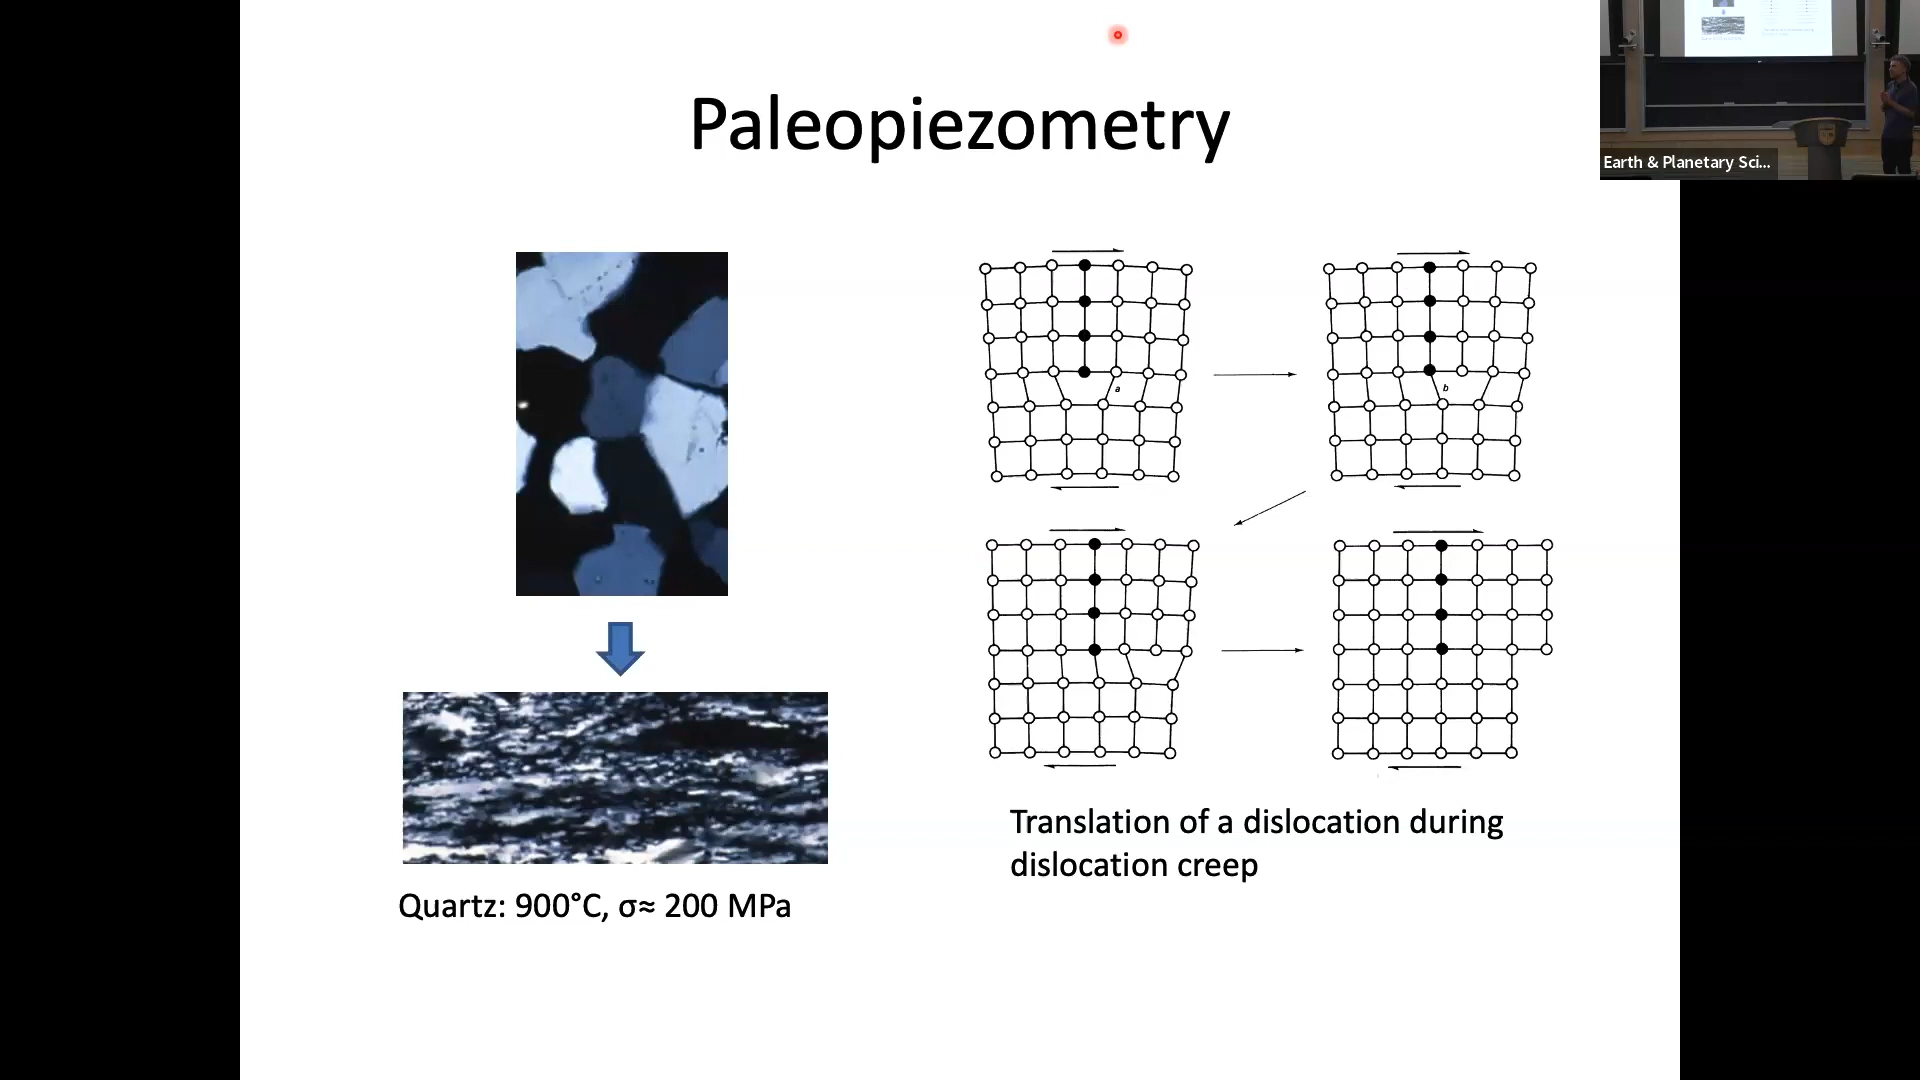 Paleopiezometry
Earth & Planetary Sci...
a
b
Translation of a dislocation during
dislocation creep
Quartz: 900°C, σ≈ 200 MPa